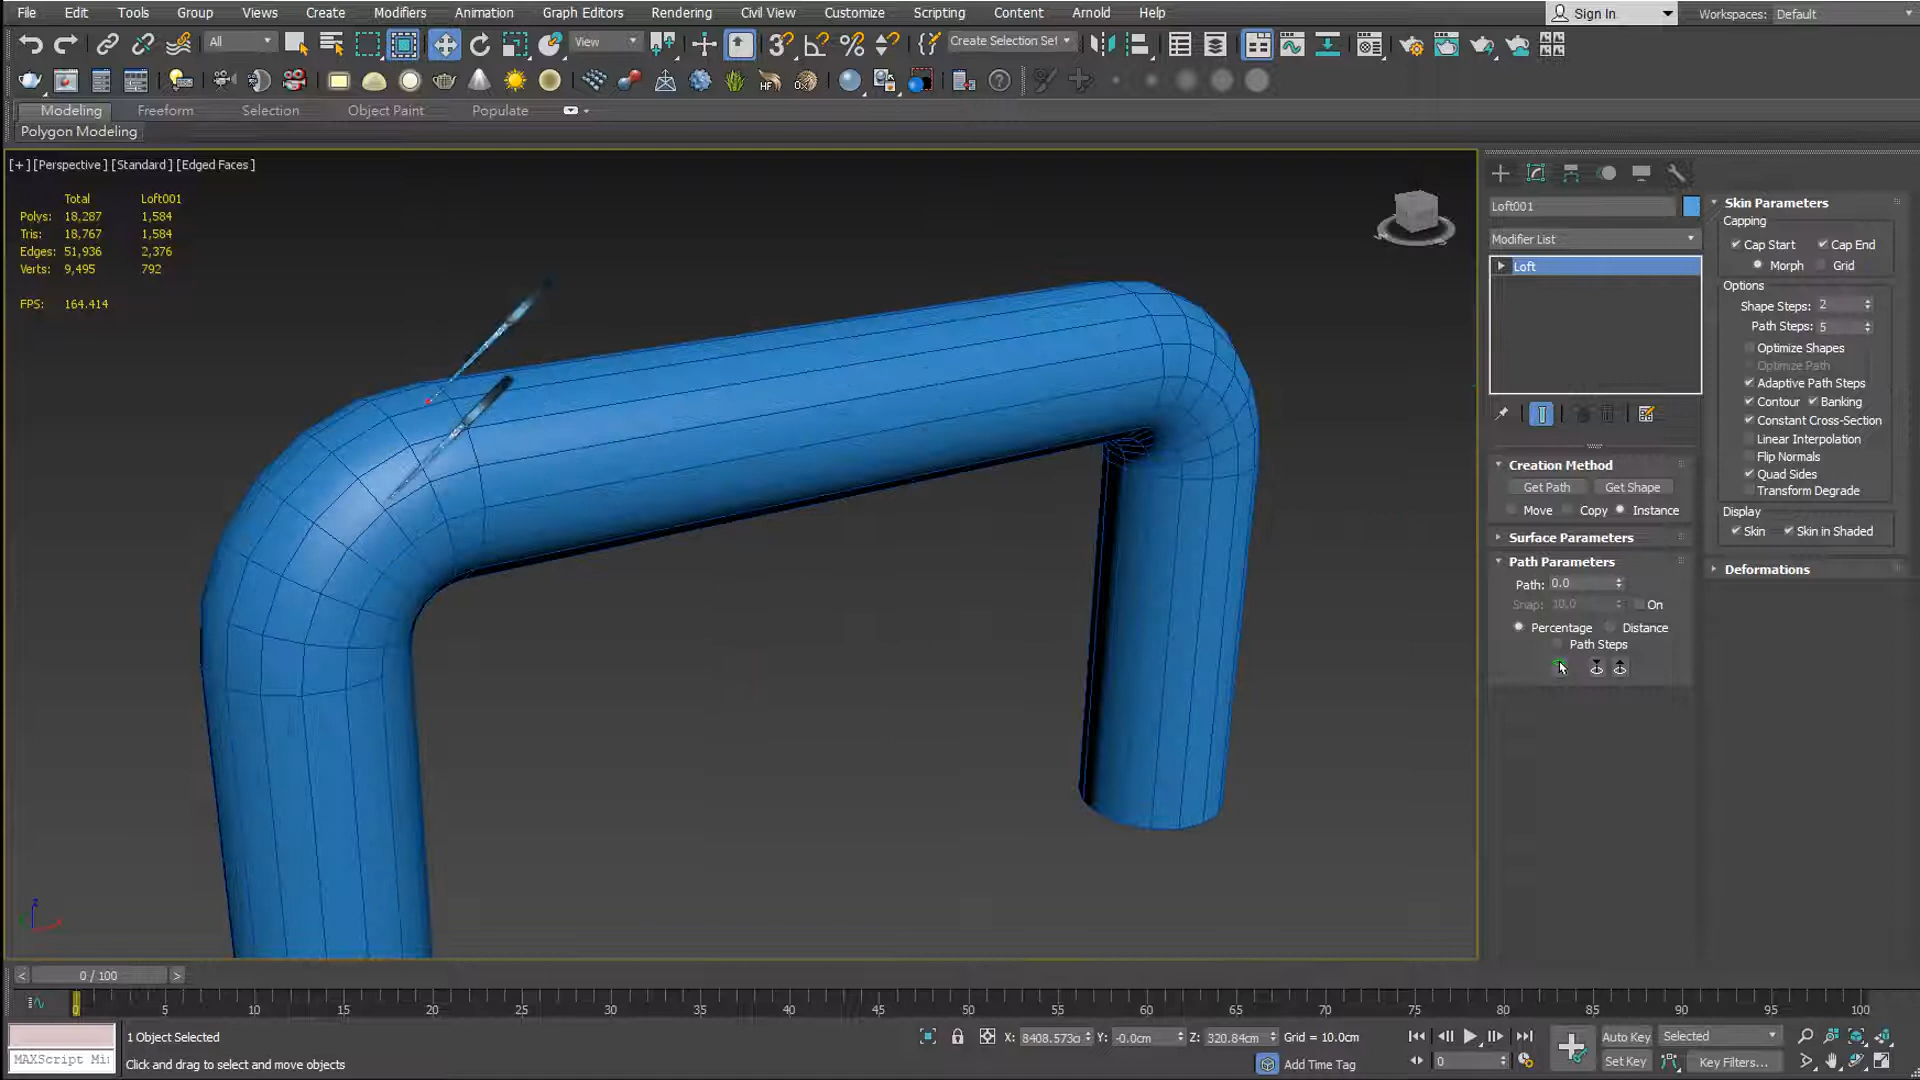 File Edit Tools Group Views Create Modifiers Animation Graph Editors Rendering Civil View Customize Scripting Content Arnold Help Sign In Workspaces: Default
All View Create Selection Set
Modeling Freeform Selection Object Paint Populate
Polygon Modeling
[+] [Perspective] [Standard] [Edged Faces]
Total Loft001
Polys: 18,287 1,584
Tris: 18,767 1,584
Edges: 51,936 2,376
Verts: 9,495 792
FPS: 164.414
Loft001
Modifier List
Loft
Creation Method
Get Path Get Shape
Move Copy Instance
Surface Parameters
Path Parameters
Path: 0.0
Snap: 10.0 On
Percentage Distance
Path Steps
Skin Parameters
Capping
Cap Start Cap End
Morph Grid
Options
Shape Steps: 2
Path Steps: 5
Optimize Shapes
Optimize Path
Adaptive Path Steps
Contour Banking
Constant Cross-Section
Linear Interpolation
Flip Normals
Quad Sides
Transform Degrade
Display
Skin Skin in Shaded
Deformations
z
< 0 / 100 >
0 5 10 15 20 25 30 35 40 45 50 55 60 65 70 75 80 85 90 95 100
1 Object Selected X: 8408.573c Y: -0.0cm Z: 320.84cm Grid = 10.0cm Auto Key Selected
MAXScript Mi Click and drag to select and move objects Add Time Tag 0 Set Key Key Filters...